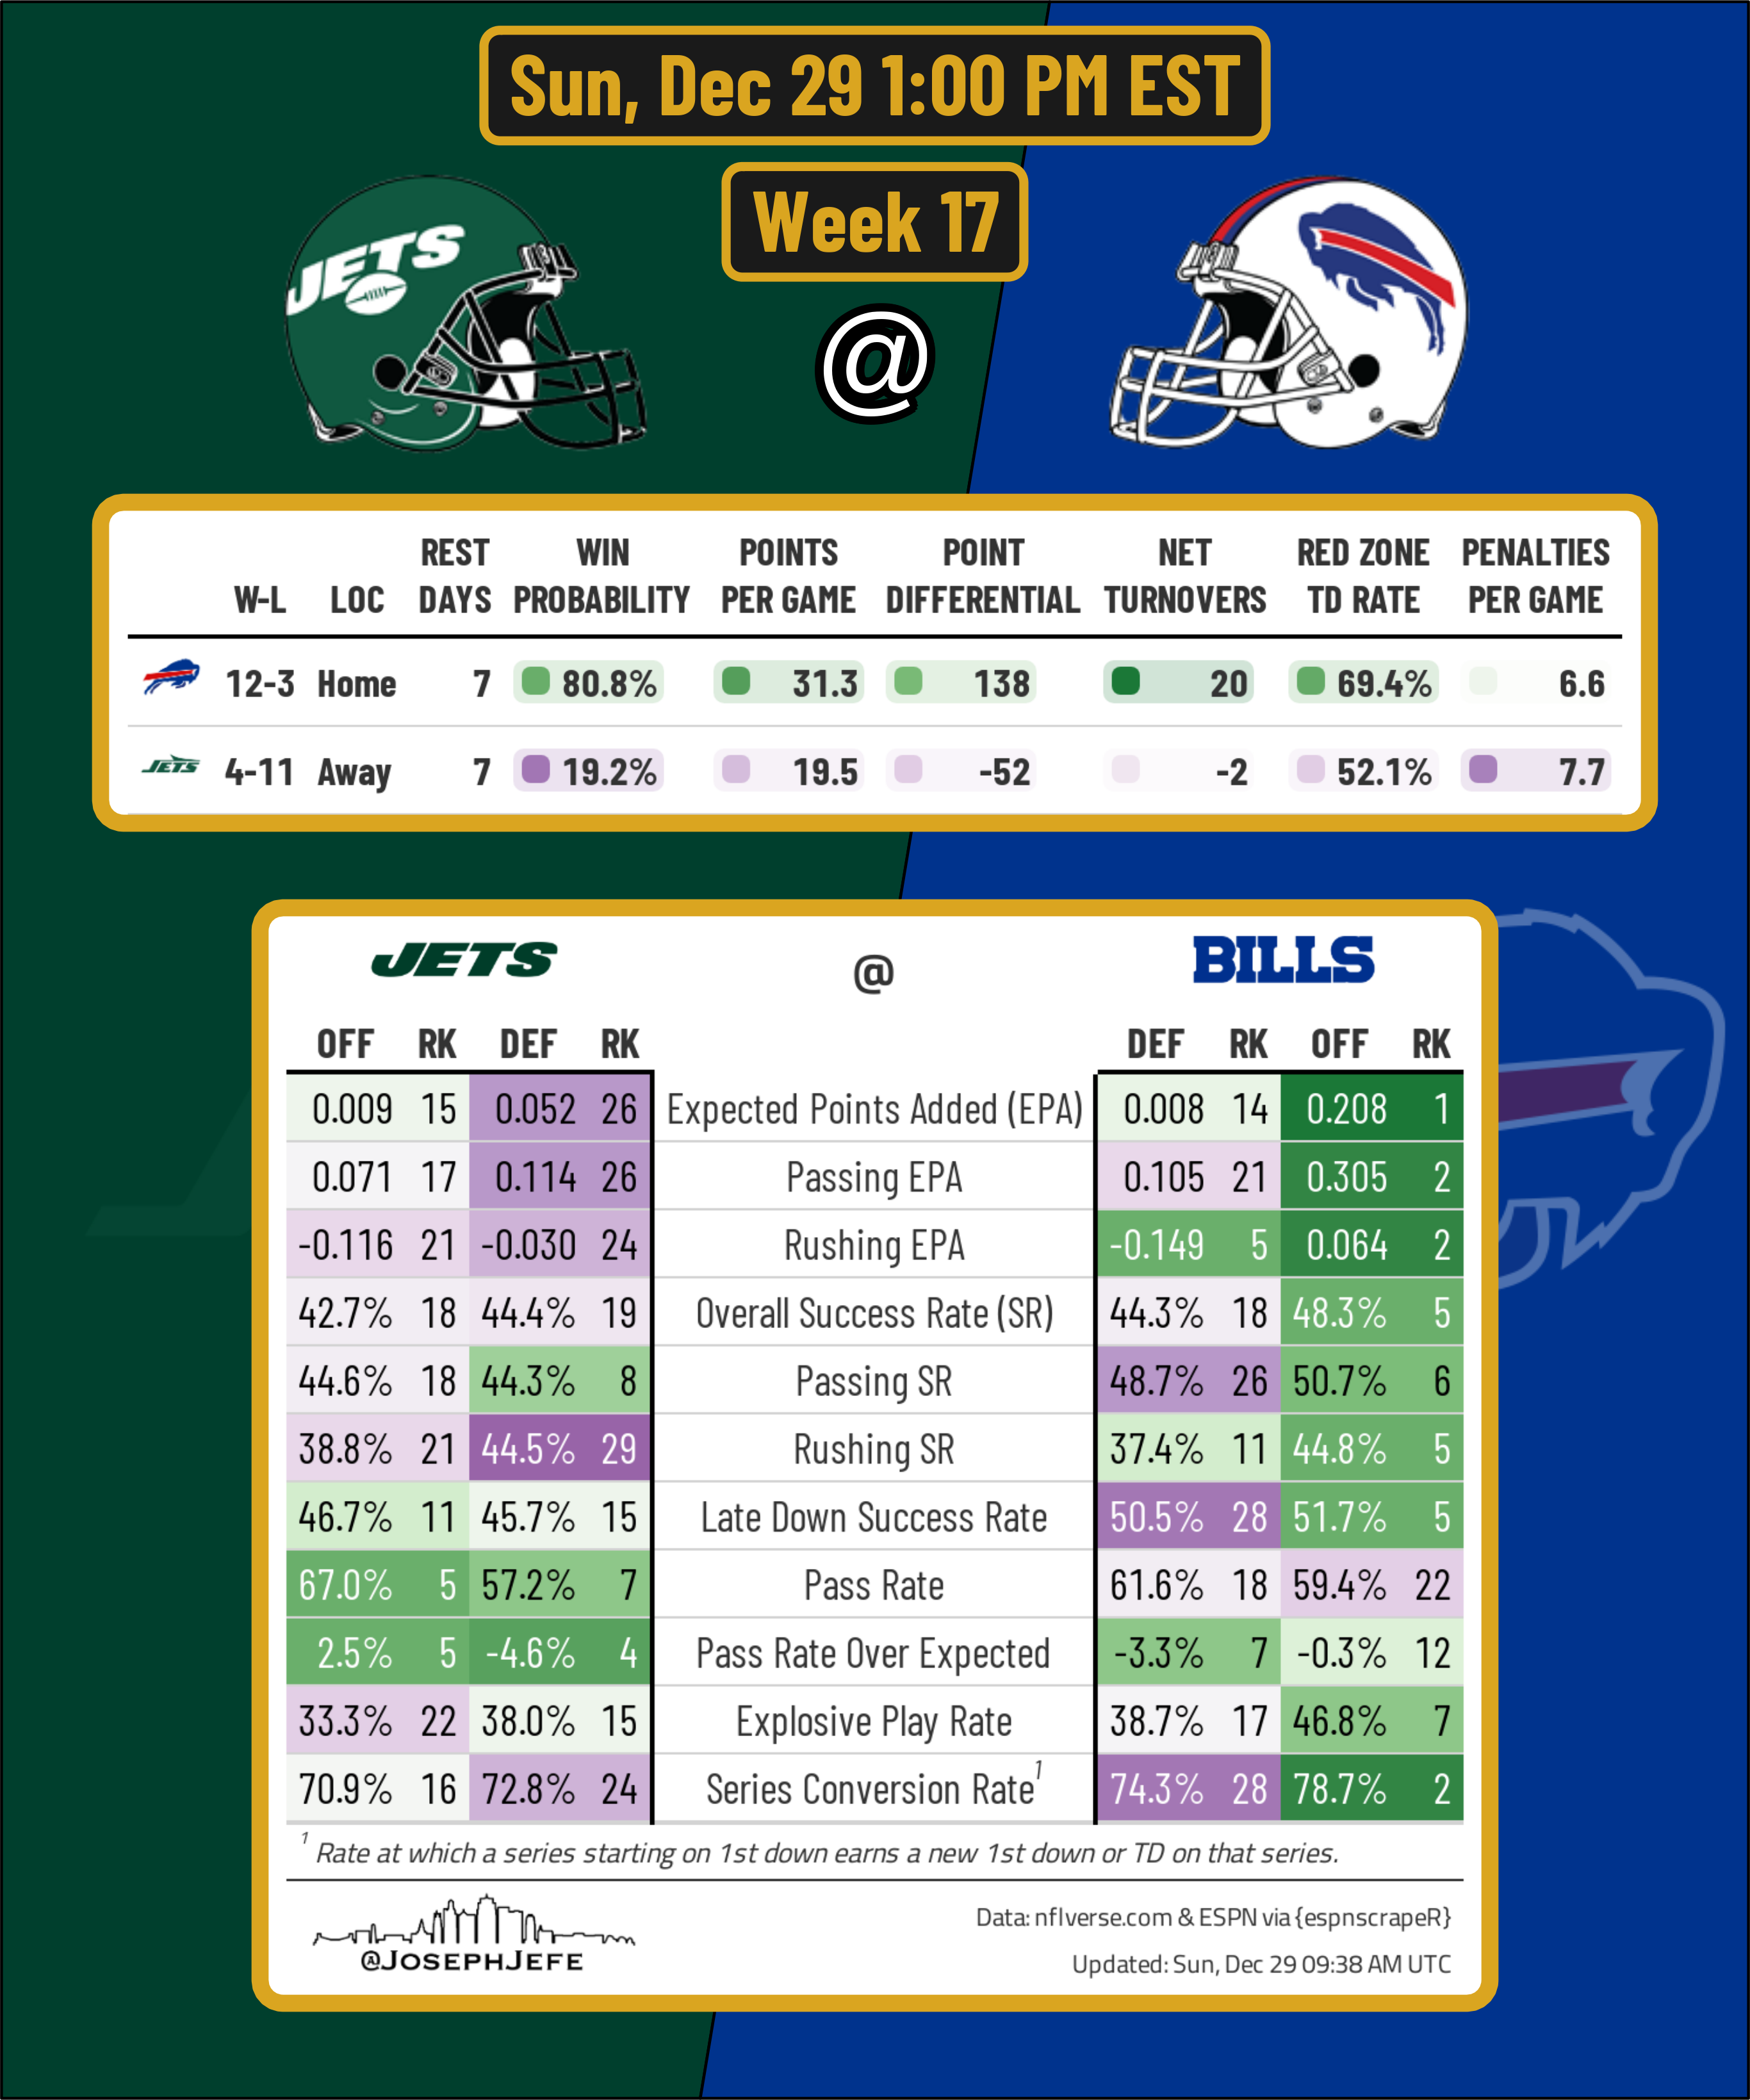 Sun, Dec 29 1:00 PM EST
Week 17
JETS
@
W-L LOC REST DAYS WIN PROBABILITY POINTS PER GAME POINT DIFFERENTIAL NET TURNOVERS RED ZONE TD RATE PENALTIES PER GAME
12-3 Home 7 80.8% 31.3 138 20 69.4% 6.6
JETS 4-11 Away 7 19.2% 19.5 -52 -2 52.1% 7.7
JETS @ BILLS
OFF RK DEF RK DEF RK OFF RK
0.009 15 0.052 26 Expected Points Added (EPA) 0.008 14 0.208 1
0.071 17 0.114 26 Passing EPA 0.105 21 0.305 2
-0.116 21 -0.030 24 Rushing EPA -0.149 5 0.064 2
42.7% 18 44.4% 19 Overall Success Rate (SR) 44.3% 18 48.3% 5
44.6% 18 44.3% 8 Passing SR 48.7% 26 50.7% 6
38.8% 21 44.5% 29 Rushing SR 37.4% 11 44.8% 5
46.7% 11 45.7% 15 Late Down Success Rate 50.5% 28 51.7% 5
67.0% 5 57.2% 7 Pass Rate 61.6% 18 59.4% 22
2.5% 5 -4.6% 4 Pass Rate Over Expected -3.3% 7 -0.3% 12
33.3% 22 38.0% 15 Explosive Play Rate 38.7% 17 46.8% 7
70.9% 16 72.8% 24 Series Conversion Rate¹ 74.3% 28 78.7% 2
¹ Rate at which a series starting on 1st down earns a new 1st down or TD on that series.
@JOSEPHJEFE
Data: nflverse.com & ESPN via {espnscrapeR}
Updated: Sun, Dec 29 09:38 AM UTC